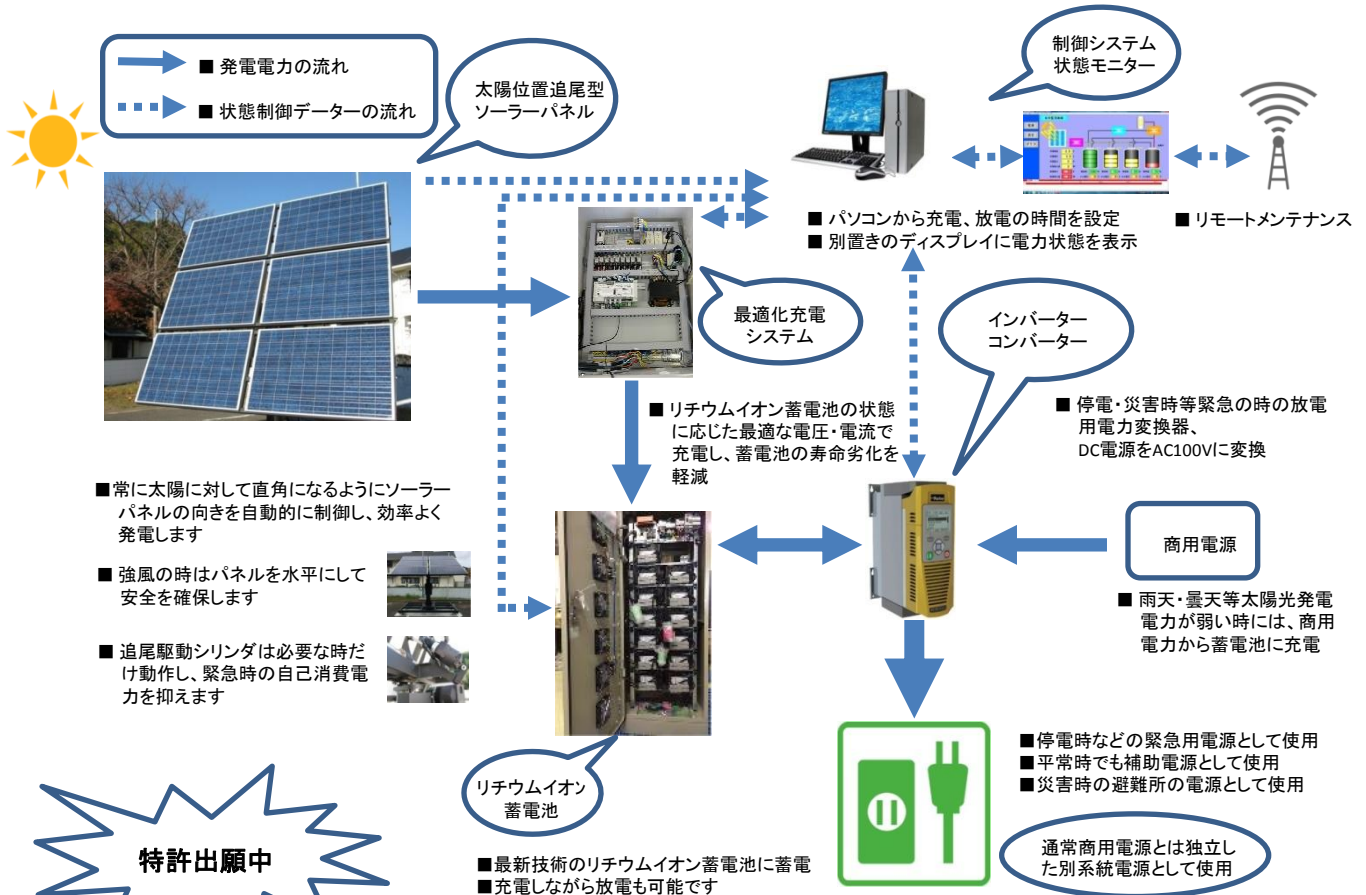 ■ 発電電力の流れ
■ 状態制御データーの流れ
太陽位置追尾型
ソーラーパネル
制御システム
状態モニター
■ パソコンから充電、放電の時間を設定
■ 別置きのディスプレイに電力状態を表示
■ リモートメンテナンス
最適化充電
システム
インバーター
コンバーター
■ リチウムイオン蓄電池の状態
に応じた最適な電圧・電流で
充電し、蓄電池の寿命劣化を
軽減
■ 停電・災害時等緊急の時の放電
用電力変換器、
DC電源をAC100Vに変換
■常に太陽に対して直角になるようにソーラー
パネルの向きを自動的に制御し、効率よく
発電します
■ 強風の時はパネルを水平にして
安全を確保します
■ 追尾駆動シリンダは必要な時だ
け動作し、緊急時の自己消費電
力を抑えます
商用電源
■ 雨天・曇天等太陽光発電
電力が弱い時には、商用
電力から蓄電池に充電
リチウムイオン
蓄電池
■停電時などの緊急用電源として使用
■平常時でも補助電源として使用
■災害時の避難所の電源として使用
通常商用電源とは独立し
た別系統電源として使用
特許出願中
■最新技術のリチウムイオン蓄電池に蓄電
■充電しながら放電も可能です